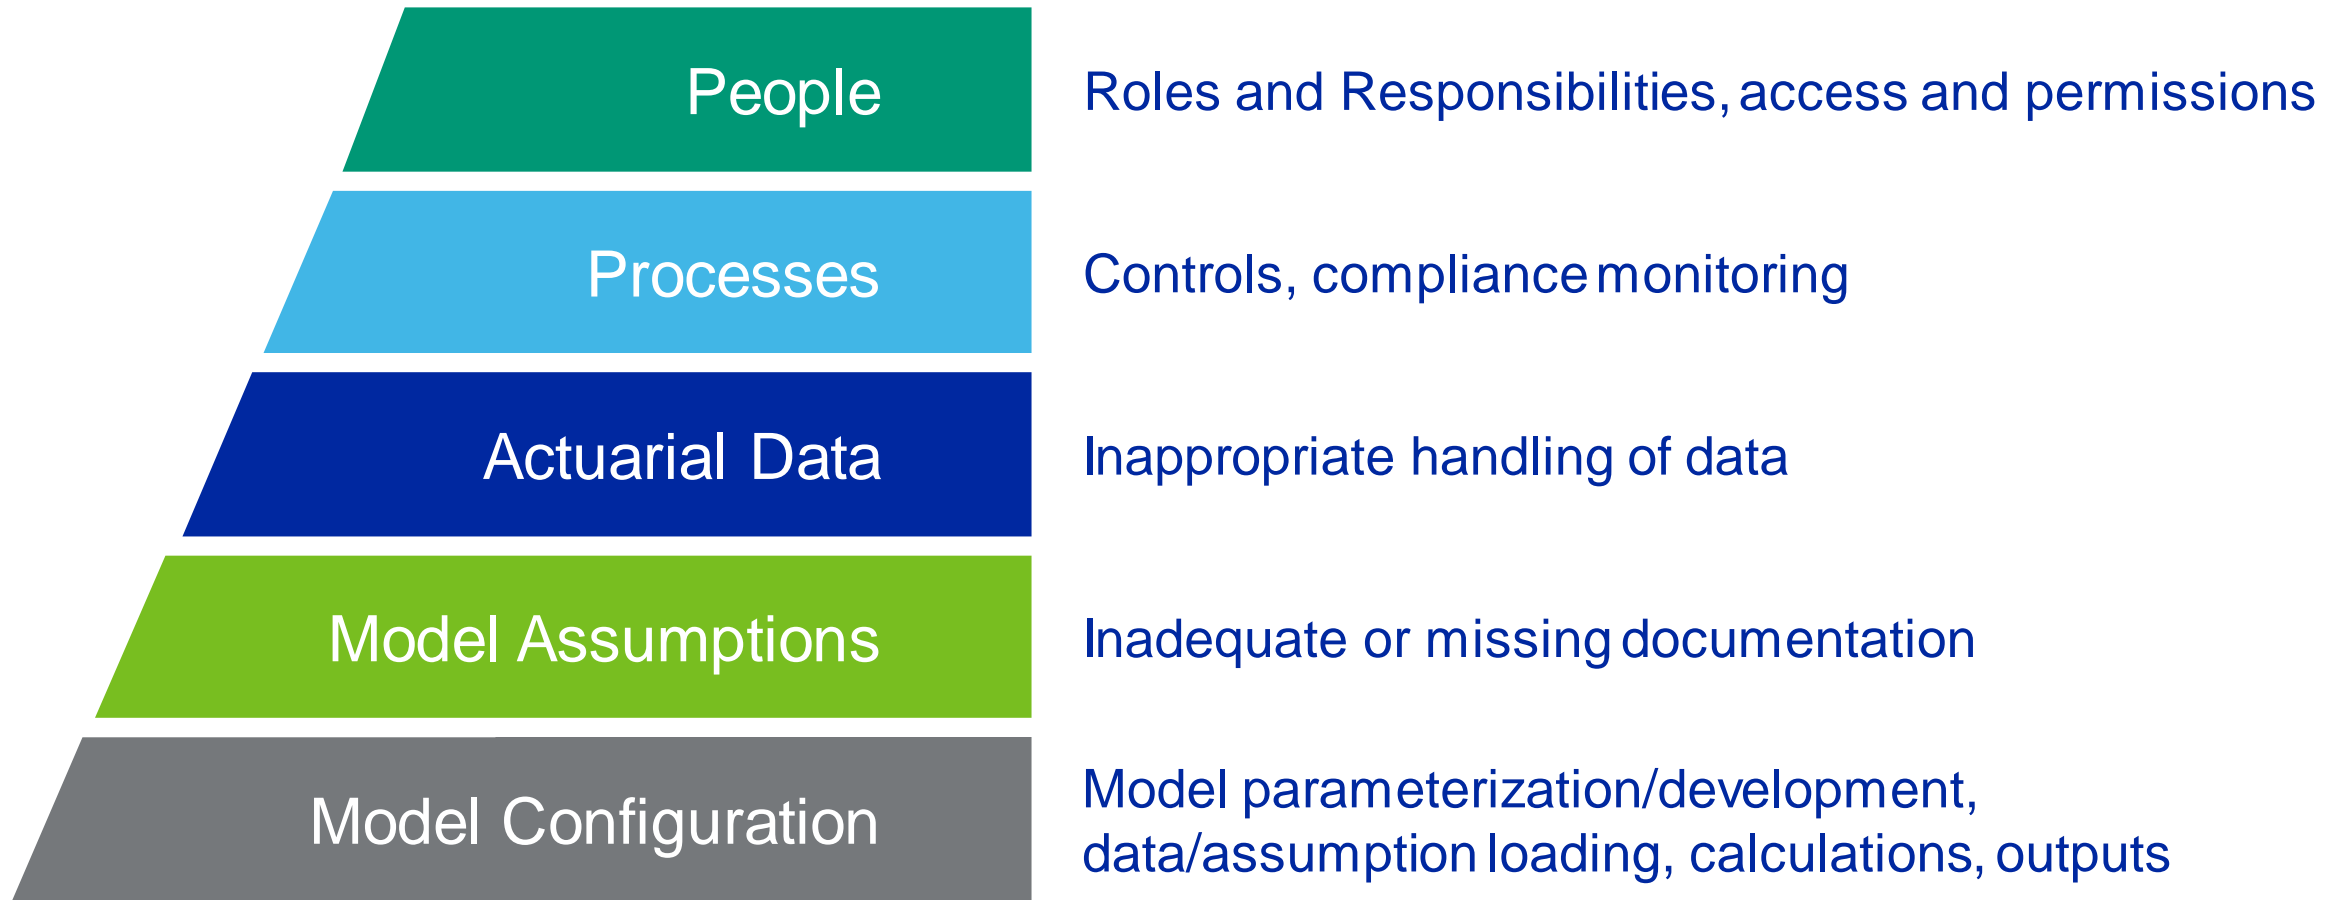 People
Roles and Responsibilities, access and permissions
Processes
Controls, compliance monitoring
Actuarial Data
Inappropriate handling of data
Model Assumptions
Inadequate or missing documentation
Model Configuration
Model parameterization/development,
data/assumption loading, calculations, outputs